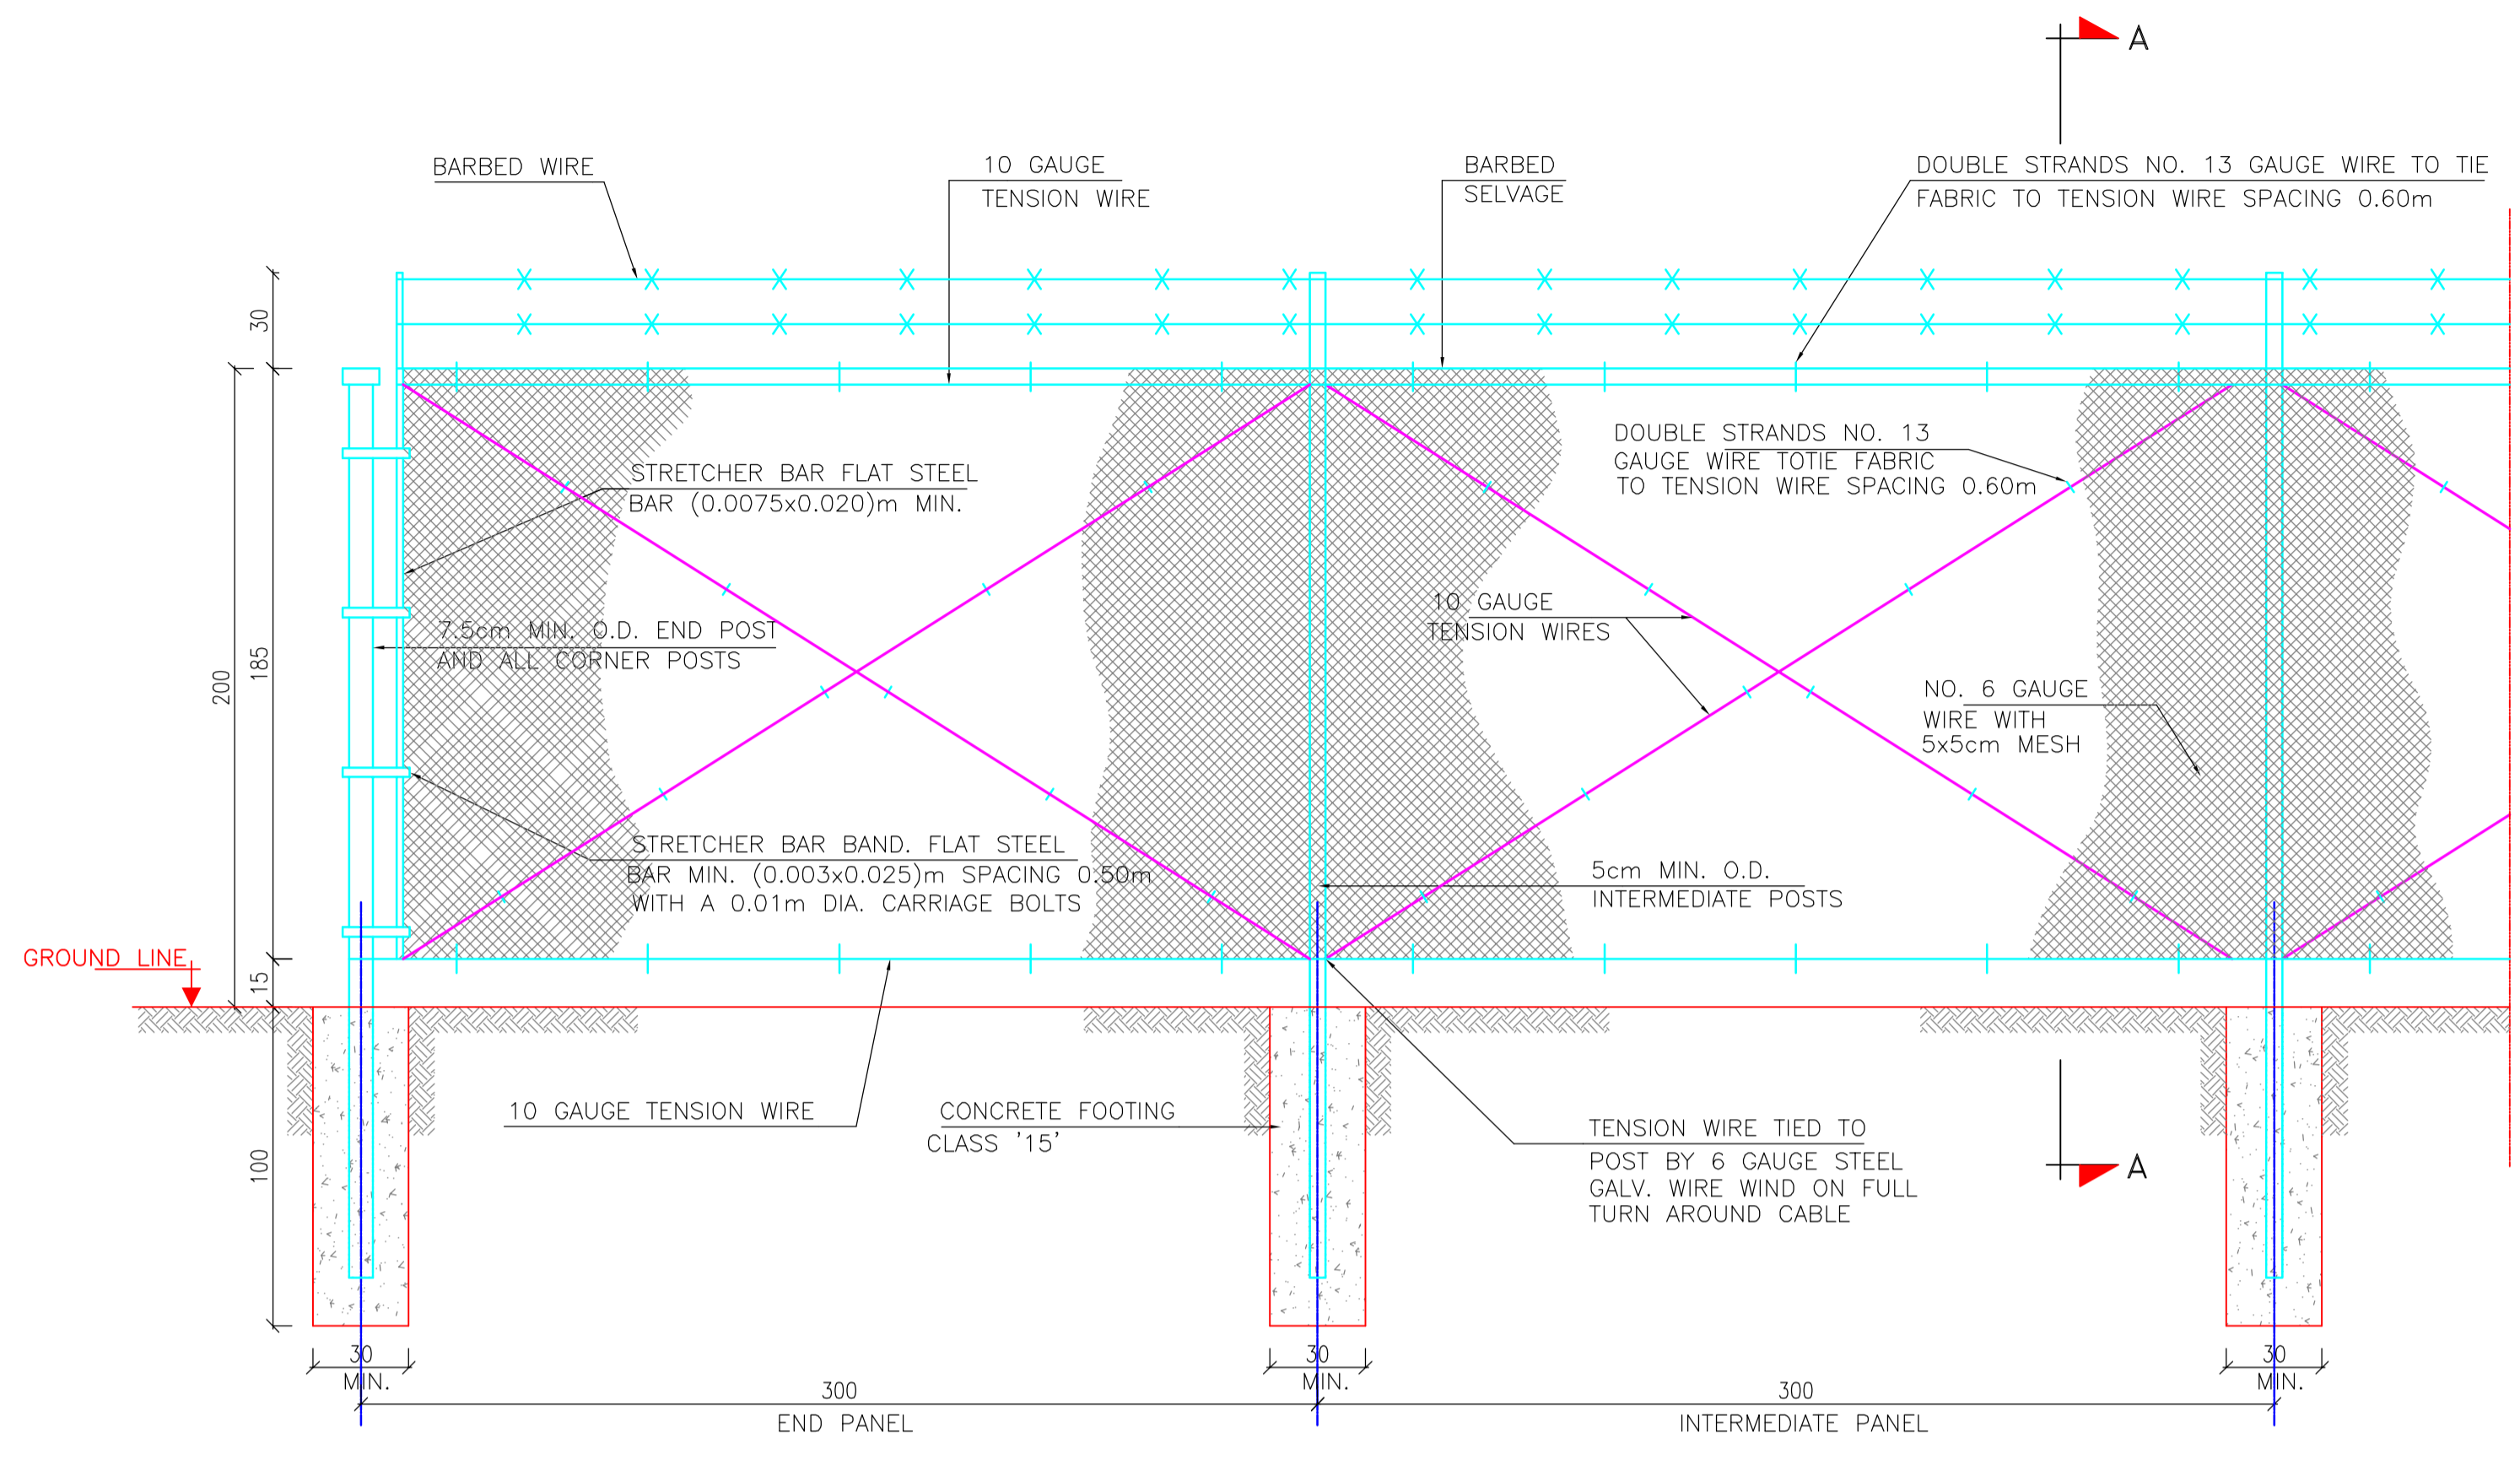 A
BARBED WIRE
10 GAUGE
TENSION WIRE
BARBED
SELVAGE
DOUBLE STRANDS NO. 13 GAUGE WIRE TO TIE
FABRIC TO TENSION WIRE SPACING 0.60m
30
200
185
15
100
STRETCHER BAR FLAT STEEL
BAR (0.0075x0.020)m MIN.
DOUBLE STRANDS NO. 13
GAUGE WIRE TOTIE FABRIC
TO TENSION WIRE SPACING 0.60m
7.5cm MIN. O.D. END POST
AND ALL CORNER POSTS
10 GAUGE
TENSION WIRES
NO. 6 GAUGE
WIRE WITH
5x5cm MESH
STRETCHER BAR BAND. FLAT STEEL
BAR MIN. (0.003x0.025)m SPACING 0.50m
WITH A 0.01m DIA. CARRIAGE BOLTS
5cm MIN. O.D.
INTERMEDIATE POSTS
GROUND LINE
10 GAUGE TENSION WIRE
CONCRETE FOOTING
CLASS '15'
TENSION WIRE TIED TO
POST BY 6 GAUGE STEEL
GALV. WIRE WIND ON FULL
TURN AROUND CABLE
A
30
MIN.
30
MIN.
30
MIN.
300
END PANEL
300
INTERMEDIATE PANEL